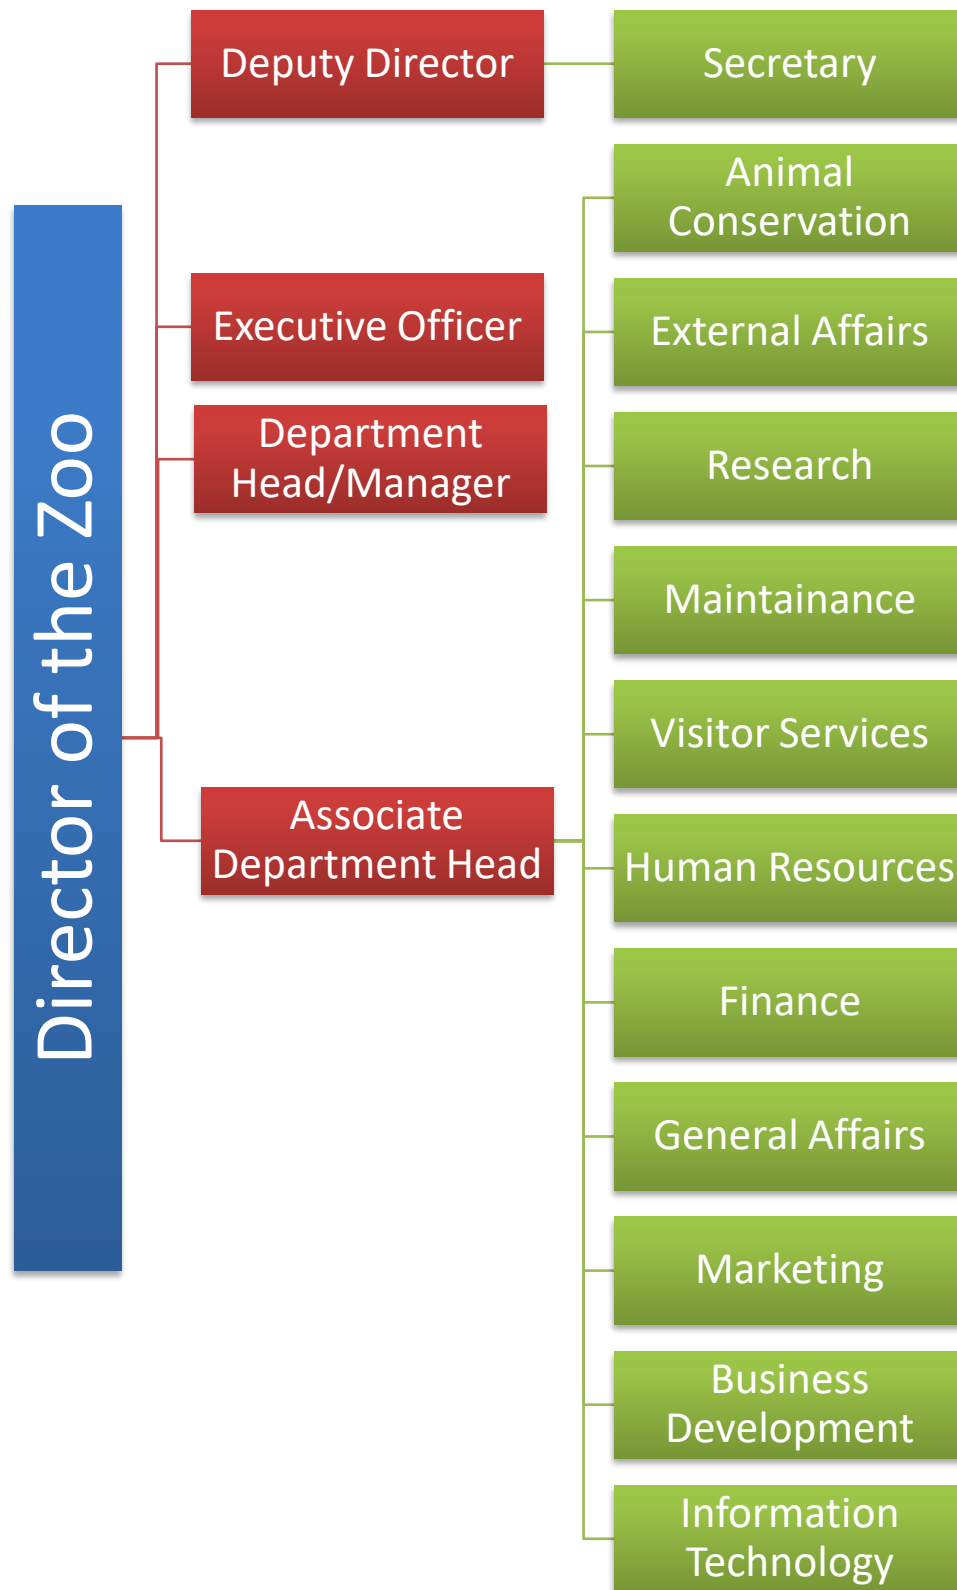 Director of the Zoo
Deputy Director
Executive Officer
Department
Head/Manager
Associate
Department Head
Secretary
Animal
Conservation
External Affairs
Research
Maintainance
Visitor Services
Human Resources
Finance
General Affairs
Marketing
Business
Development
Information
Technology